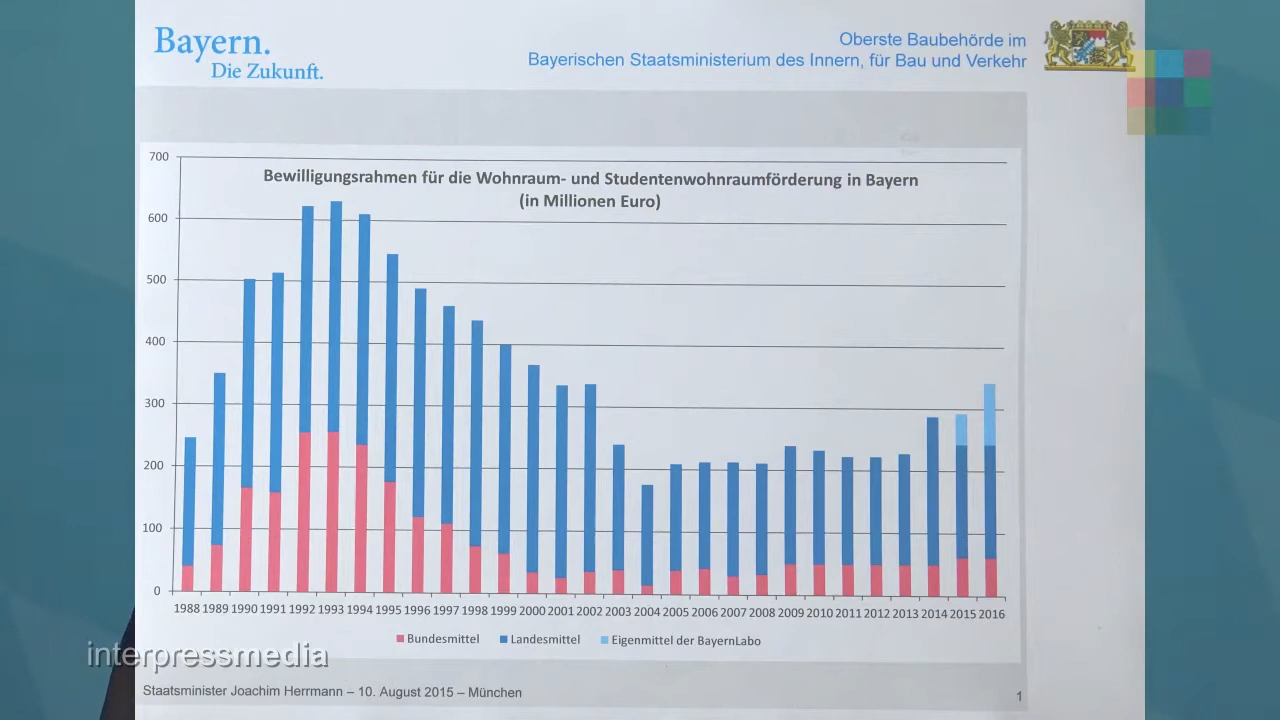 Bayern.
Die Zukunft.
Oberste Baubehörde im
Bayerischen Staatsministerium des Innern, für Bau und Verkehr
Bewilligungsrahmen für die Wohnraum- und Studentenwohnraumförderung in Bayern
(in Millionen Euro)
700
600
500
400
300
200
100
0
1988 1989 1990 1991 1992 1993 1994 1995 1996 1997 1998 1999 2000 2001 2002 2003 2004 2005 2006 2007 2008 2009 2010 2011 2012 2013 2014 2015 2016
Bundesmittel Landesmittel Eigenmittel der BayernLabo
interpressmedia
Staatsminister Joachim Herrmann – 10. August 2015 – München
1